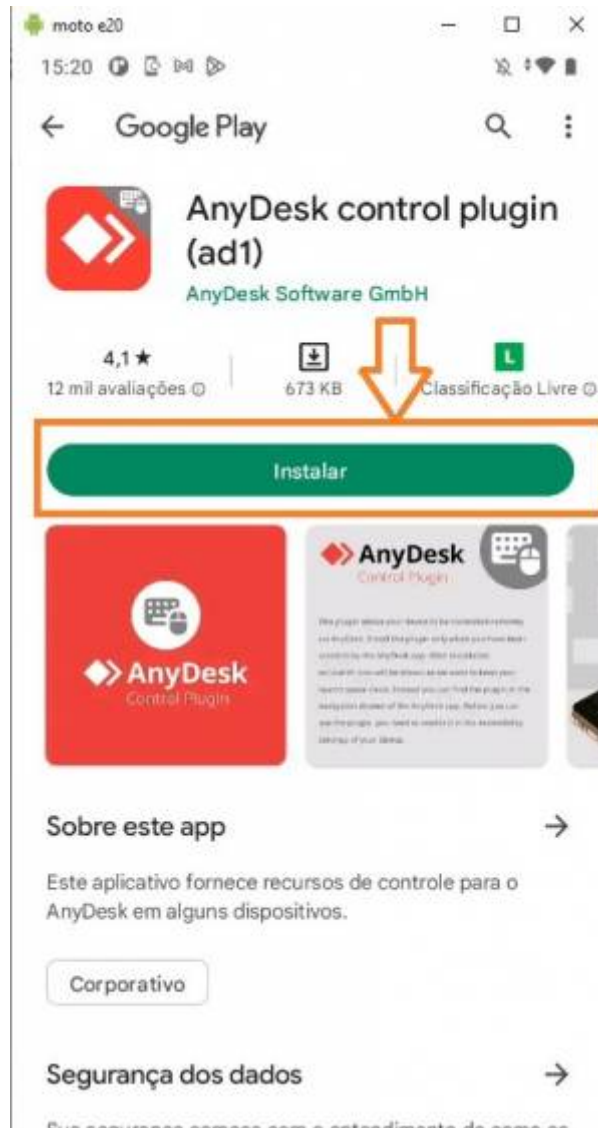 moto e20
15:20
Google Play
AnyDesk control plugin
(ad1)
AnyDesk Software GmbH
4,1★
12 mil avaliações
673 KB
L
Classificação Livre
Instalar
AnyDesk
Control Plugin
AnyDesk
Control Plugin
Sobre este app
Este aplicativo fornece recursos de controle para o
AnyDesk em alguns dispositivos.
Corporativo
Segurança dos dados